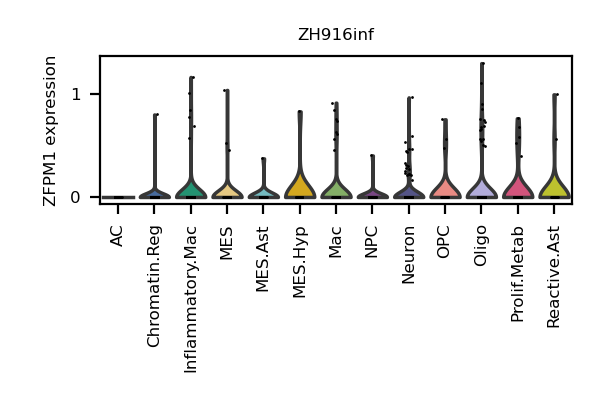 ZH916inf
ZFPM1 expression
1
0
AC
Chromatin.Reg
Inflammatory.Mac
MES
MES.Ast
MES.Hyp
Mac
NPC
Neuron
OPC
Oligo
Prolif.Metab
Reactive.Ast